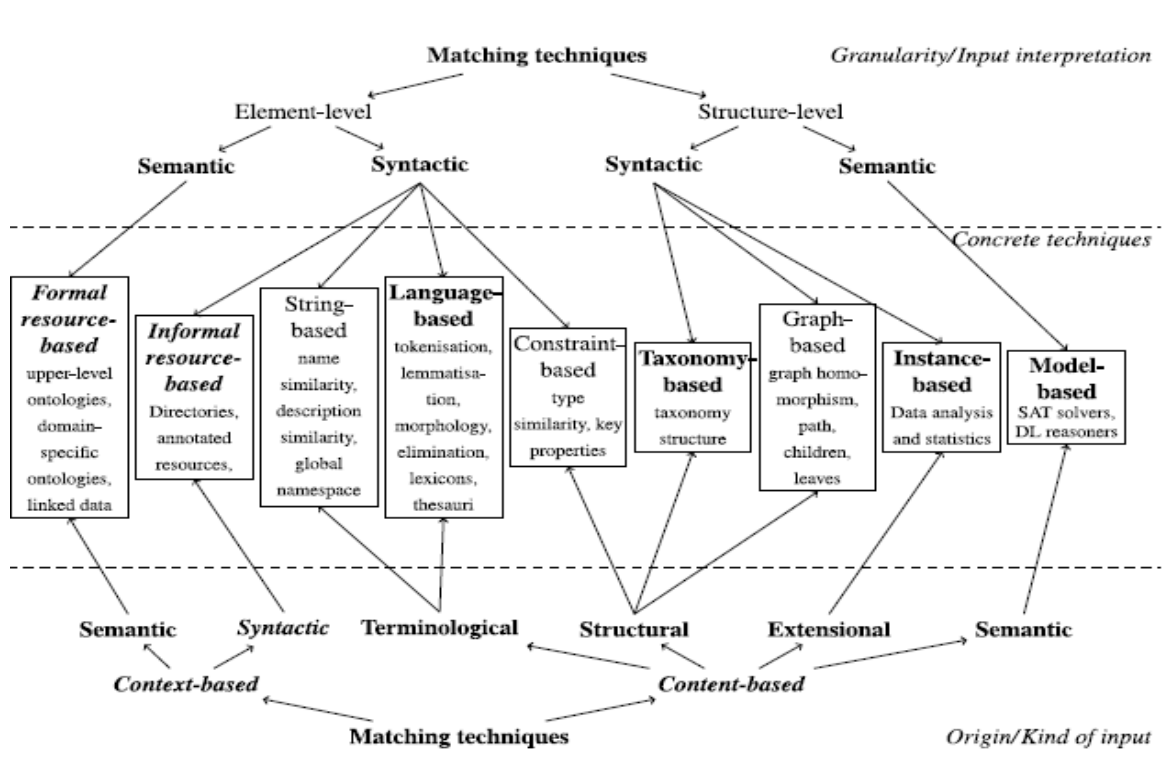 Matching techniques
Granularity/Input interpretation
Element-level
Structure-level
Semantic
Syntactic
Syntactic
Semantic
Concrete techniques
Formal
resource-
based
upper-level
ontologies,
domain-
specific
ontologies,
linked data
Informal
resource-
based
Directories,
annotated
resources,
String-
based
name
similarity,
description
similarity,
global
namespace
Language-
based
tokenisation,
lemmatisa-
tion,
morphology,
elimination,
lexicons,
thesauri
Constraint-
based
type
similarity, key
properties
Taxonomy-
based
taxonomy
structure
Graph-
based
graph homo-
morphism,
path,
children,
leaves
Instance-
based
Data analysis
and statistics
Model-
based
SAT solvers,
DL reasoners
Semantic
Syntactic
Terminological
Structural
Extensional
Semantic
Context-based
Content-based
Matching techniques
Origin/Kind of input